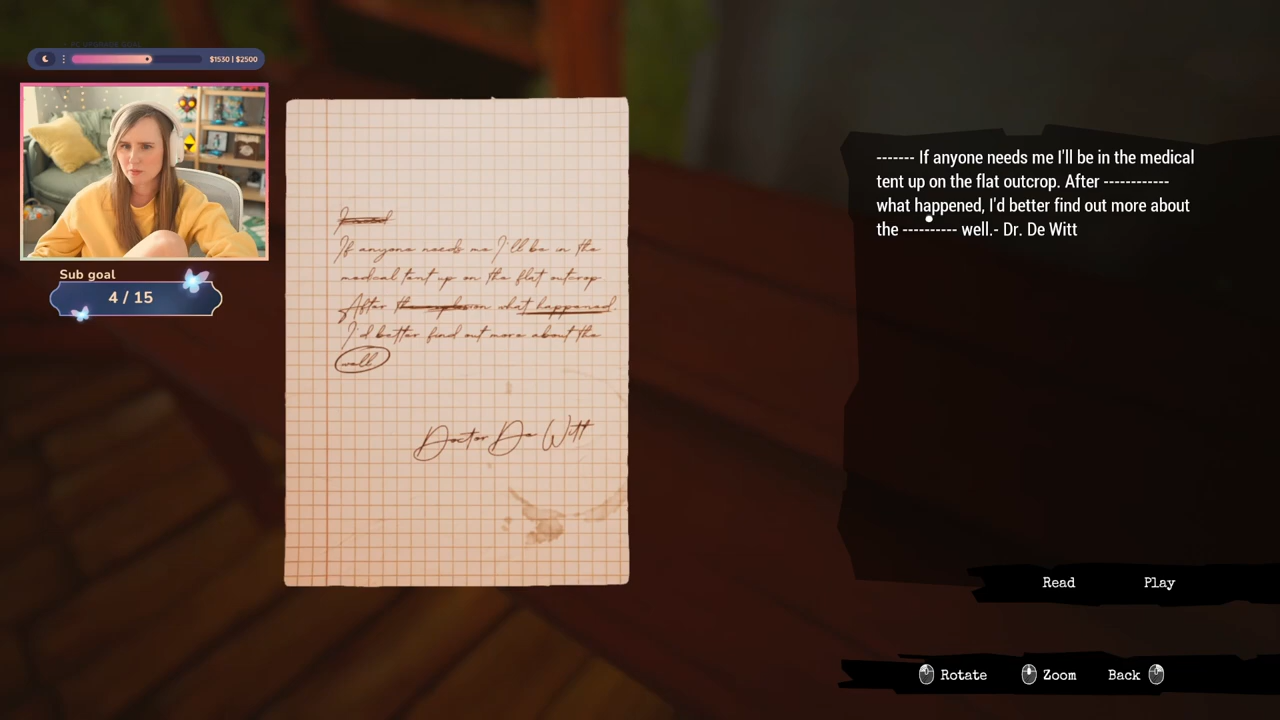 $1530 | $2500
Sub goal
4 / 15
If anyone needs me I'll be in the
medical tent up on the flat outcrop
After what happened.
I'd better find out more about the
well
Doctor De Witt
------- If anyone needs me I'll be in the medical
tent up on the flat outcrop. After ------------
what happened, I'd better find out more about
the ---------- well.- Dr. De Witt
Read Play
Rotate Zoom Back